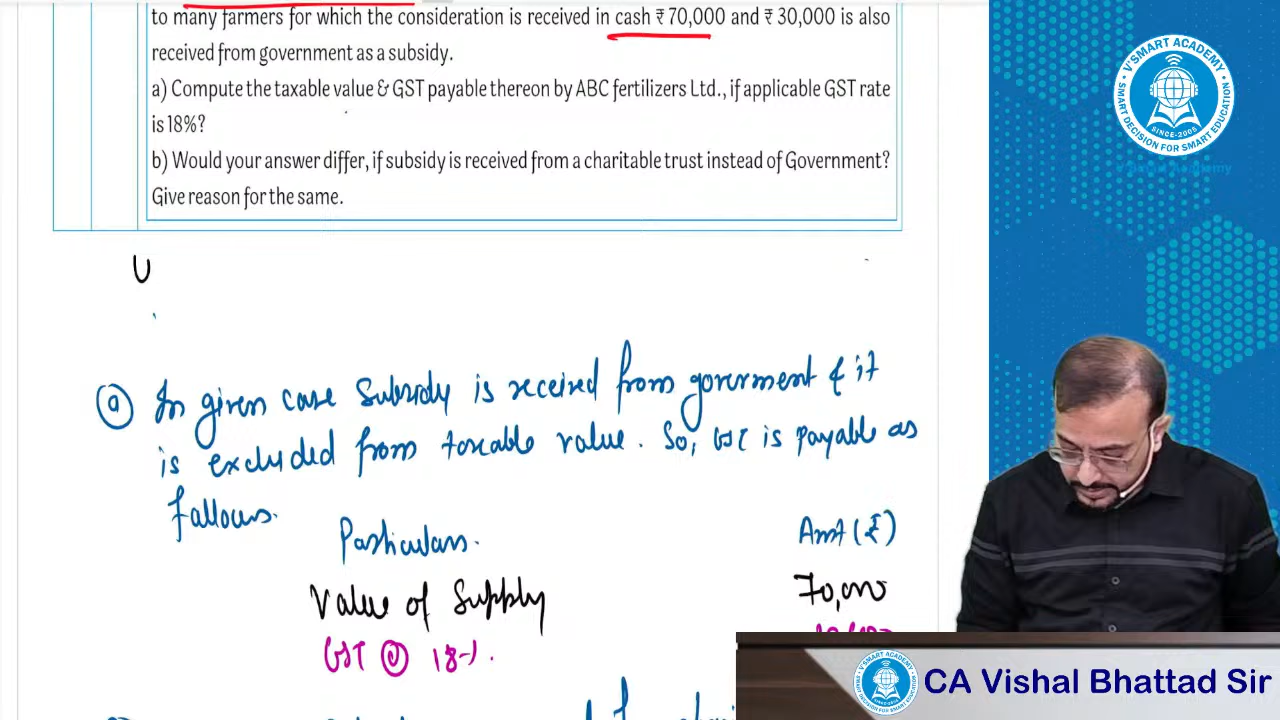 to many farmers for which the consideration is received in cash ₹ 70,000 and ₹ 30,000 is also
received from government as a subsidy.
a) Compute the taxable value & GST payable thereon by ABC fertilizers Ltd., if applicable GST rate
is 18%?
b) Would your answer differ, if subsidy is received from a charitable trust instead of Government?
Give reason for the same.
V'SMART ACADEMY
SINCE-2005
SMART DECISION FOR SMART EDUCATION
V'Smart Academy
U
(a) In given case Subsidy is received from goverment & it
is excluded from taxable value. So, GST is payable as
follows.
Particulars. Amt (₹)
Value of Supply 70,000
GST @ 18%.
CA Vishal Bhattad Sir